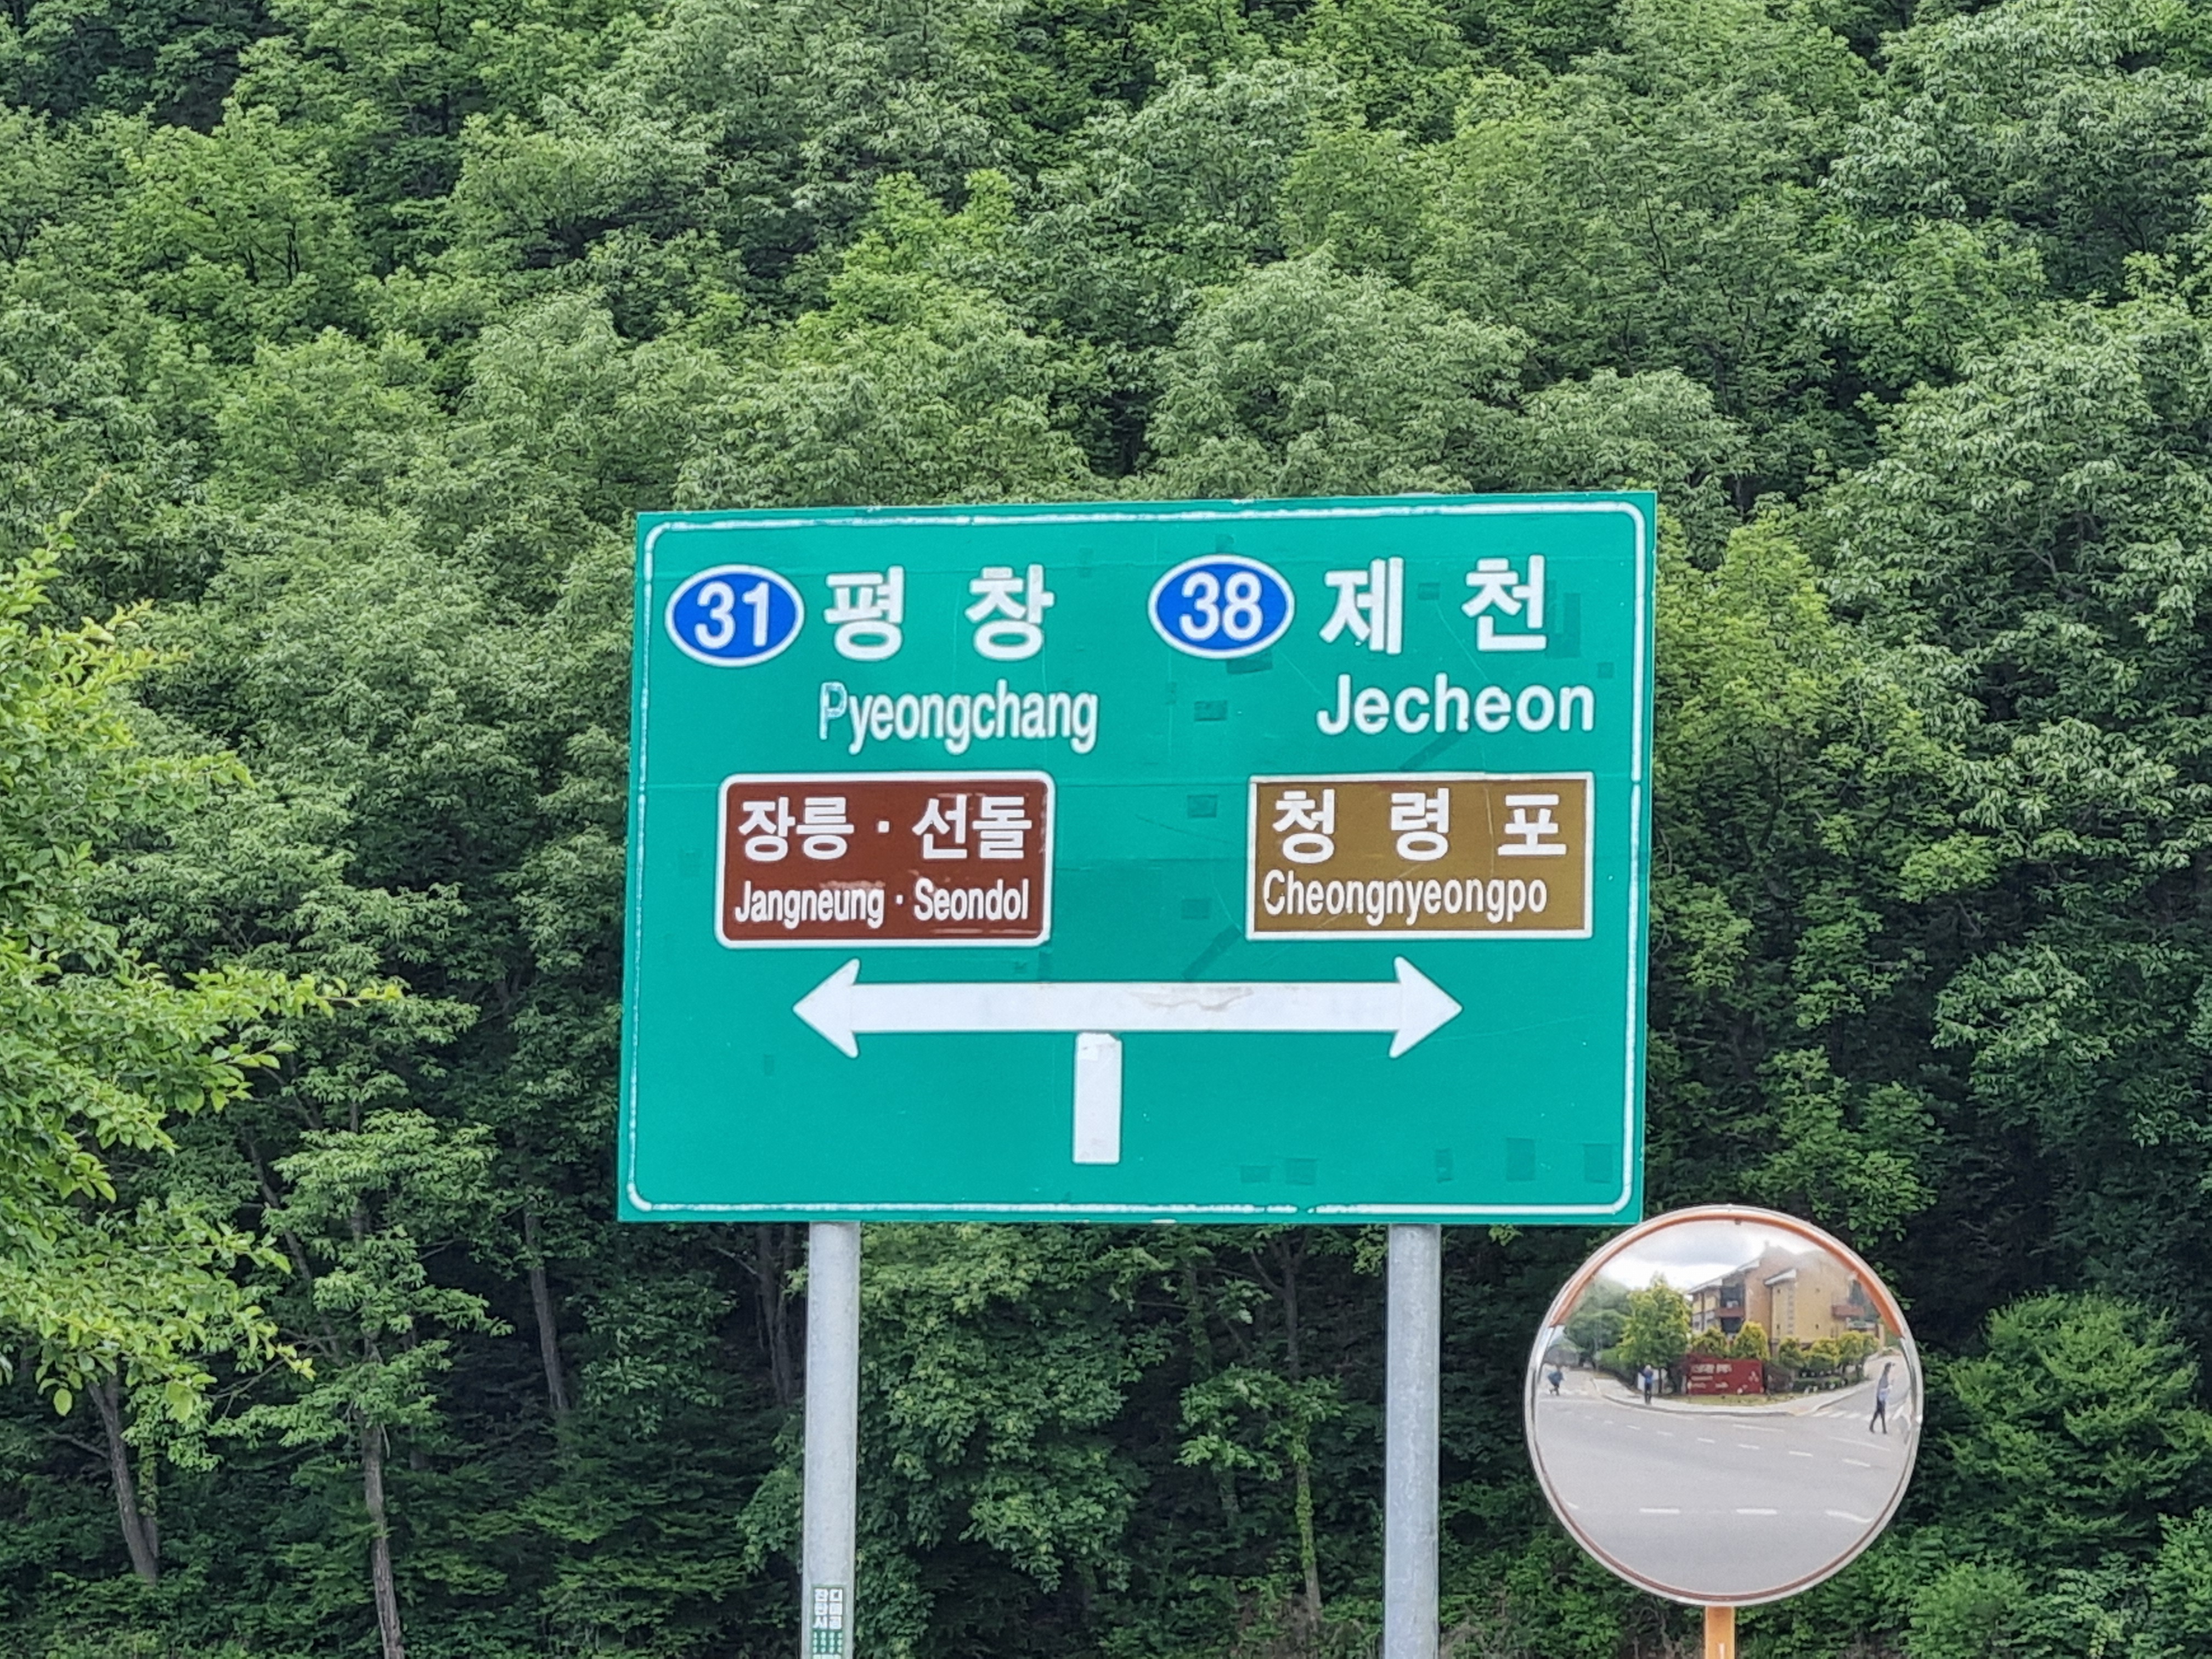 31 평창 38 제천
Pyeongchang Jecheon
장릉·선돌 청령포
Jangneung·Seondol Cheongnyeongpo